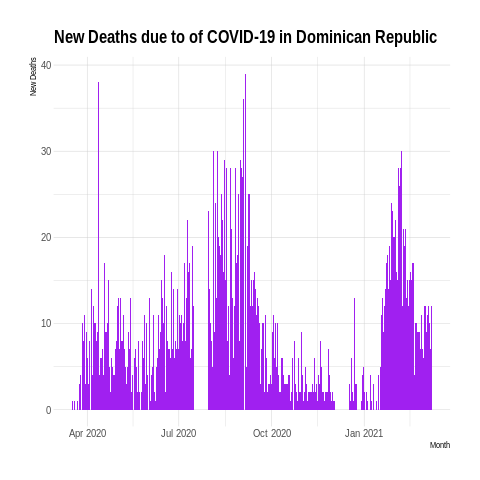 New Deaths due to of COVID-19 in Dominican Republic
New Deaths
40
30
20
10
0
Apr 2020 Jul 2020 Oct 2020 Jan 2021
Month